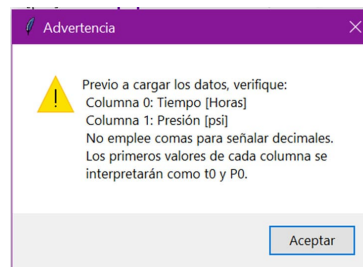 Advertencia
Previo a cargar los datos, verifique:
Columna 0: Tiempo [Horas]
Columna 1: Presión [psi]
No emplee comas para señalar decimales.
Los primeros valores de cada columna se
interpretarán como t0 y P0.
Aceptar